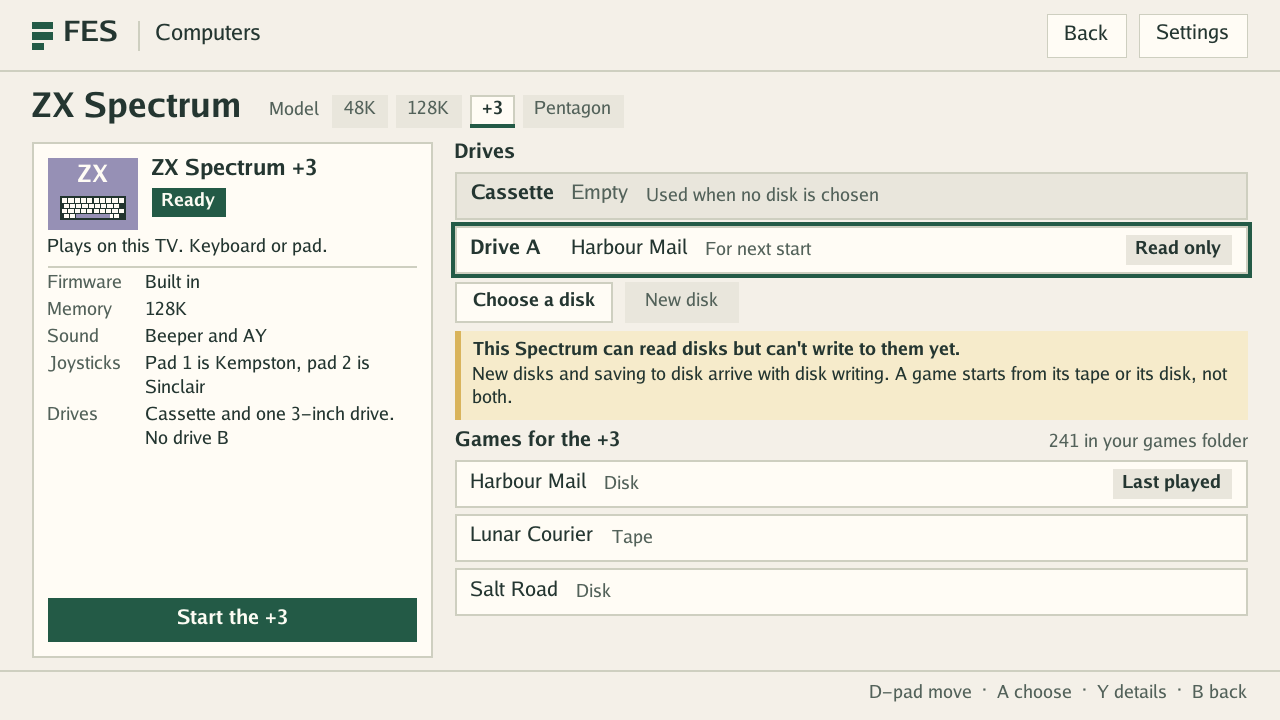 FES
Computers
Back
Settings
ZX Spectrum
Model
48K
128K
+3
Pentagon
ZX
ZX Spectrum +3
Ready
Plays on this TV. Keyboard or pad.
Firmware Built in
Memory 128K
Sound Beeper and AY
Joysticks Pad 1 is Kempston, pad 2 is
Sinclair
Drives Cassette and one 3-inch drive.
No drive B
Start the +3
Drives
Cassette Empty Used when no disk is chosen
Drive A Harbour Mail For next start Read only
Choose a disk
New disk
This Spectrum can read disks but can't write to them yet.
New disks and saving to disk arrive with disk writing. A game starts from its tape or its disk, not
both.
Games for the +3
241 in your games folder
Harbour Mail Disk Last played
Lunar Courier Tape
Salt Road Disk
D-pad move · A choose · Y details · B back